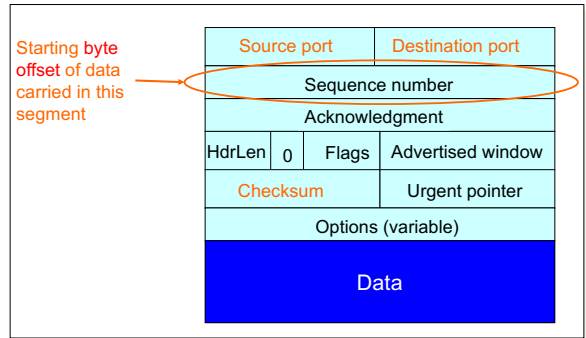 Starting byte
offset of data
carried in this
segment
Source port Destination port
Sequence number
Acknowledgment
HdrLen 0 Flags Advertised window
Checksum Urgent pointer
Options (variable)
Data